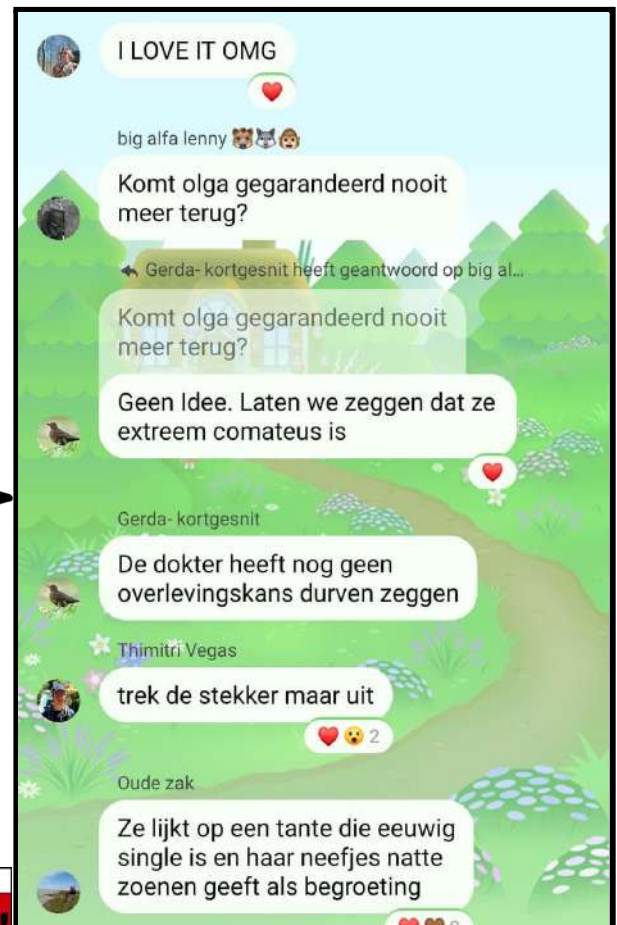 I LOVE IT OMG
big alfa lenny 🐯🐺🐵
Komt olga gegarandeerd nooit
meer terug?
Gerda- kortgesnit heeft geantwoord op big al...
Komt olga gegarandeerd nooit
meer terug?
Geen Idee. Laten we zeggen dat ze
extreem comateus is
Gerda- kortgesnit
De dokter heeft nog geen
overlevingskans durven zeggen
Thimitri Vegas
trek de stekker maar uit
2
Oude zak
Ze lijkt op een tante die eeuwig
single is en haar neefjes natte
zoenen geeft als begroeting